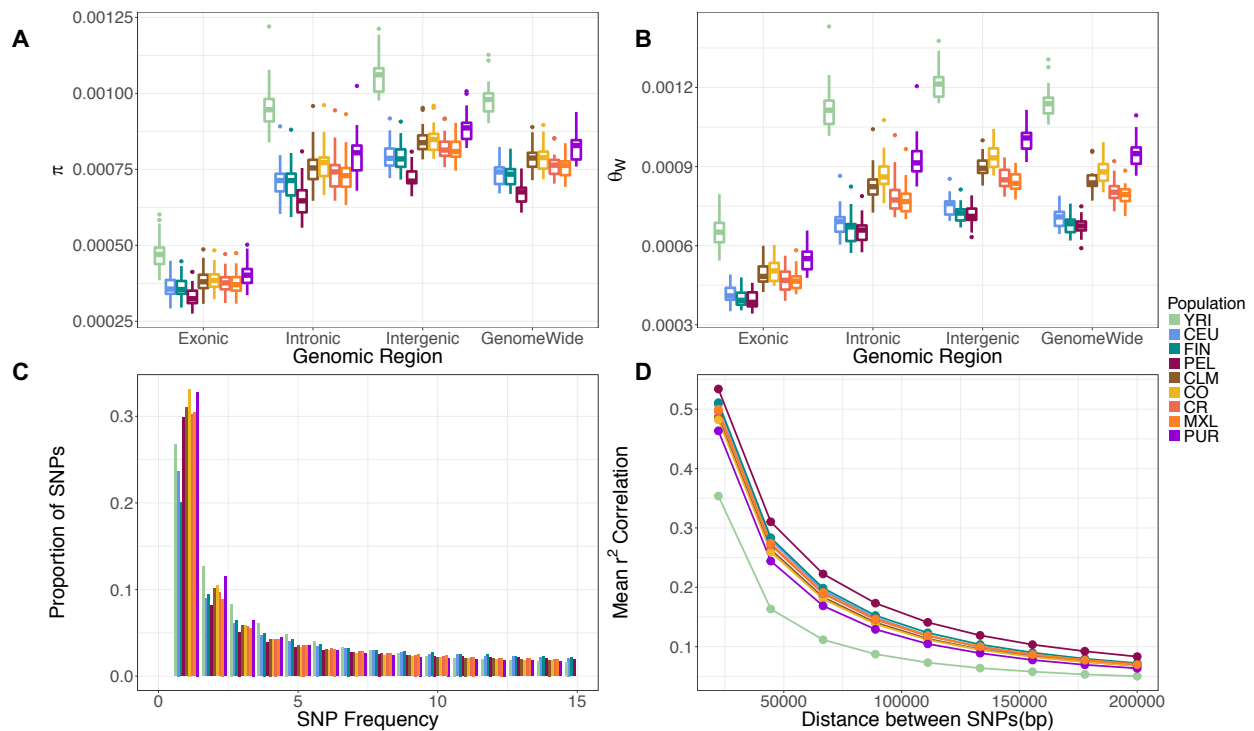 A
π
0.00125
0.00100
0.00075
0.00050
0.00025
Exonic
Intronic
Intergenic
GenomeWide
Genomic Region
B
θW
0.0012
0.0009
0.0006
0.0003
Exonic
Intronic
Intergenic
GenomeWide
Genomic Region
Population
YRI
CEU
FIN
PEL
CLM
CO
CR
MXL
PUR
C
Proportion of SNPs
0.3
0.2
0.1
0.0
0
5
10
15
SNP Frequency
D
Mean r² Correlation
0.5
0.4
0.3
0.2
0.1
50000
100000
150000
200000
Distance between SNPs(bp)